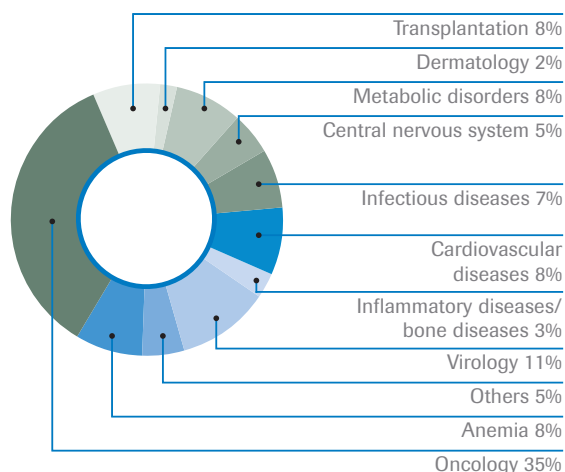 Transplantation 8%
Dermatology 2%
Metabolic disorders 8%
Central nervous system 5%
Infectious diseases 7%
Cardiovascular
diseases 8%
Inflammatory diseases/
bone diseases 3%
Virology 11%
Others 5%
Anemia 8%
Oncology 35%